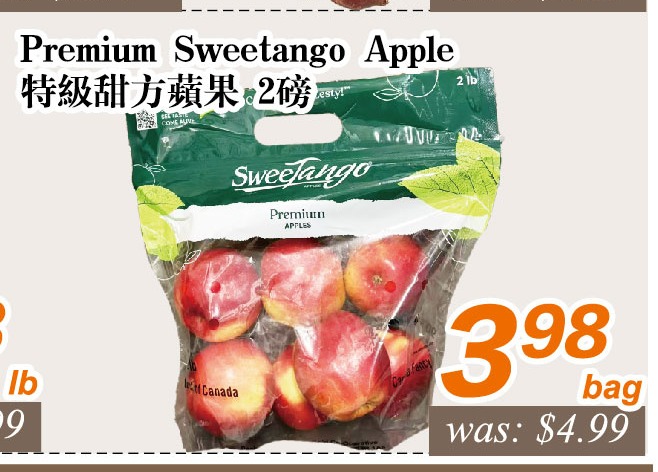 Premium Sweetango Apple
特級甜方蘋果 2磅
2 lb
SweeTango
APPLES
Premium
APPLES
Canada
3.98
bag
lb
was: $4.99